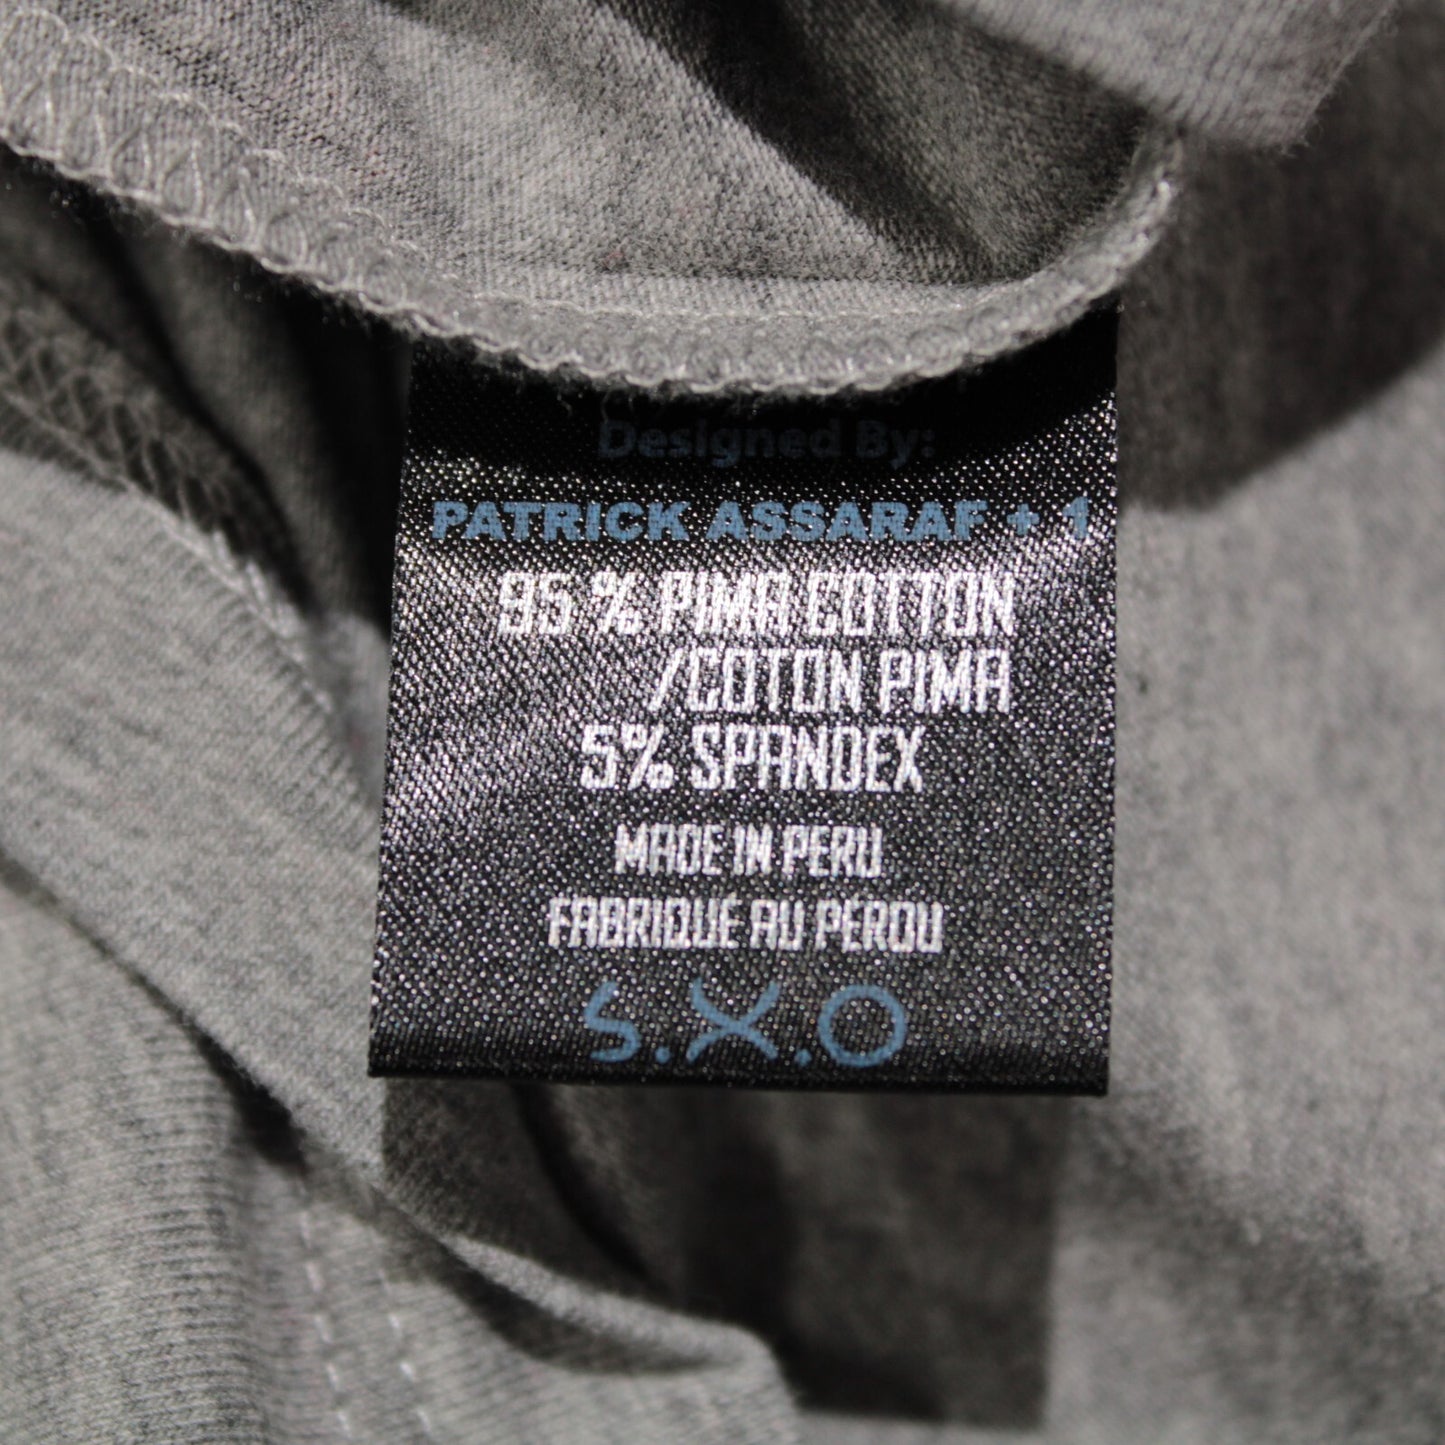 Designed By:
PATRICK ASSARAF + 1
95 % PIMA COTTON
/COTON PIMA
5% SPANDEX
MADE IN PERU
FABRIQUE AU PEROU
S.X.O